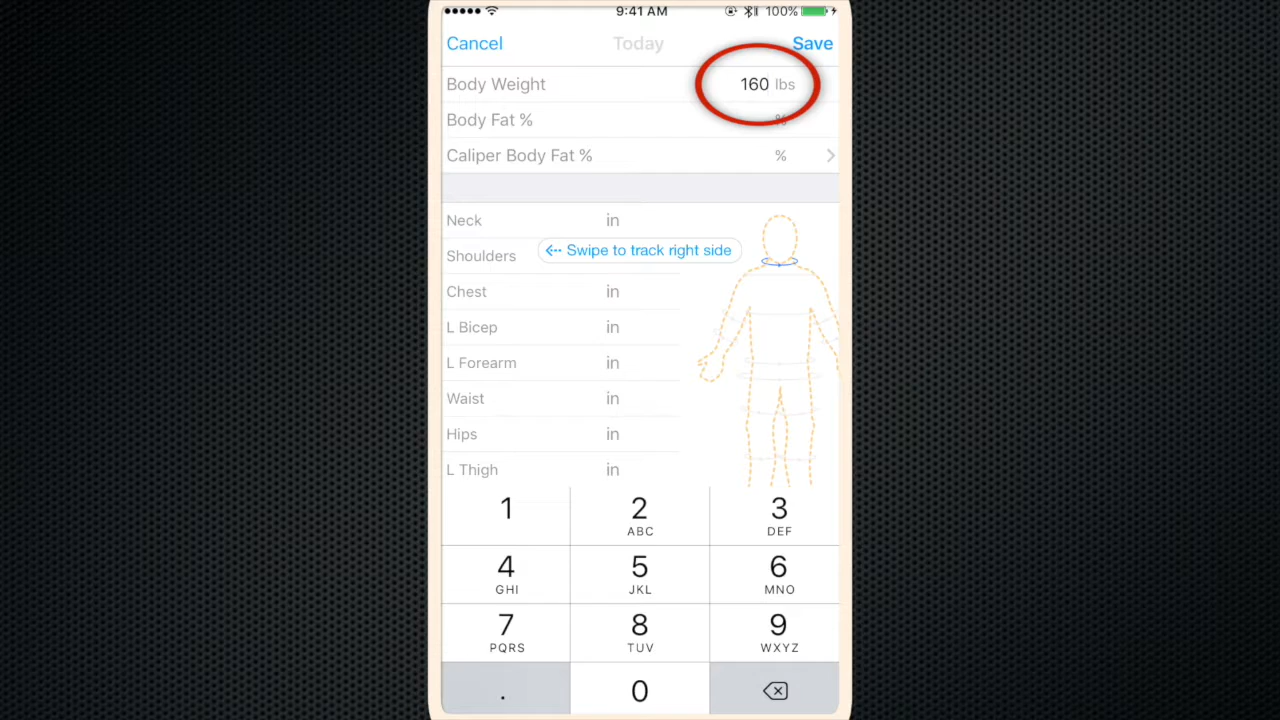 9:41 AM 100%
Cancel Today Save
Body Weight 160 lbs
Body Fat % %
Caliper Body Fat % %
Neck in
Swipe to track right side
Shoulders
Chest in
L Bicep in
L Forearm in
Waist in
Hips in
L Thigh in
1 2 3
ABC DEF
4 5 6
GHI JKL MNO
7 8 9
PQRS TUV WXYZ
. 0